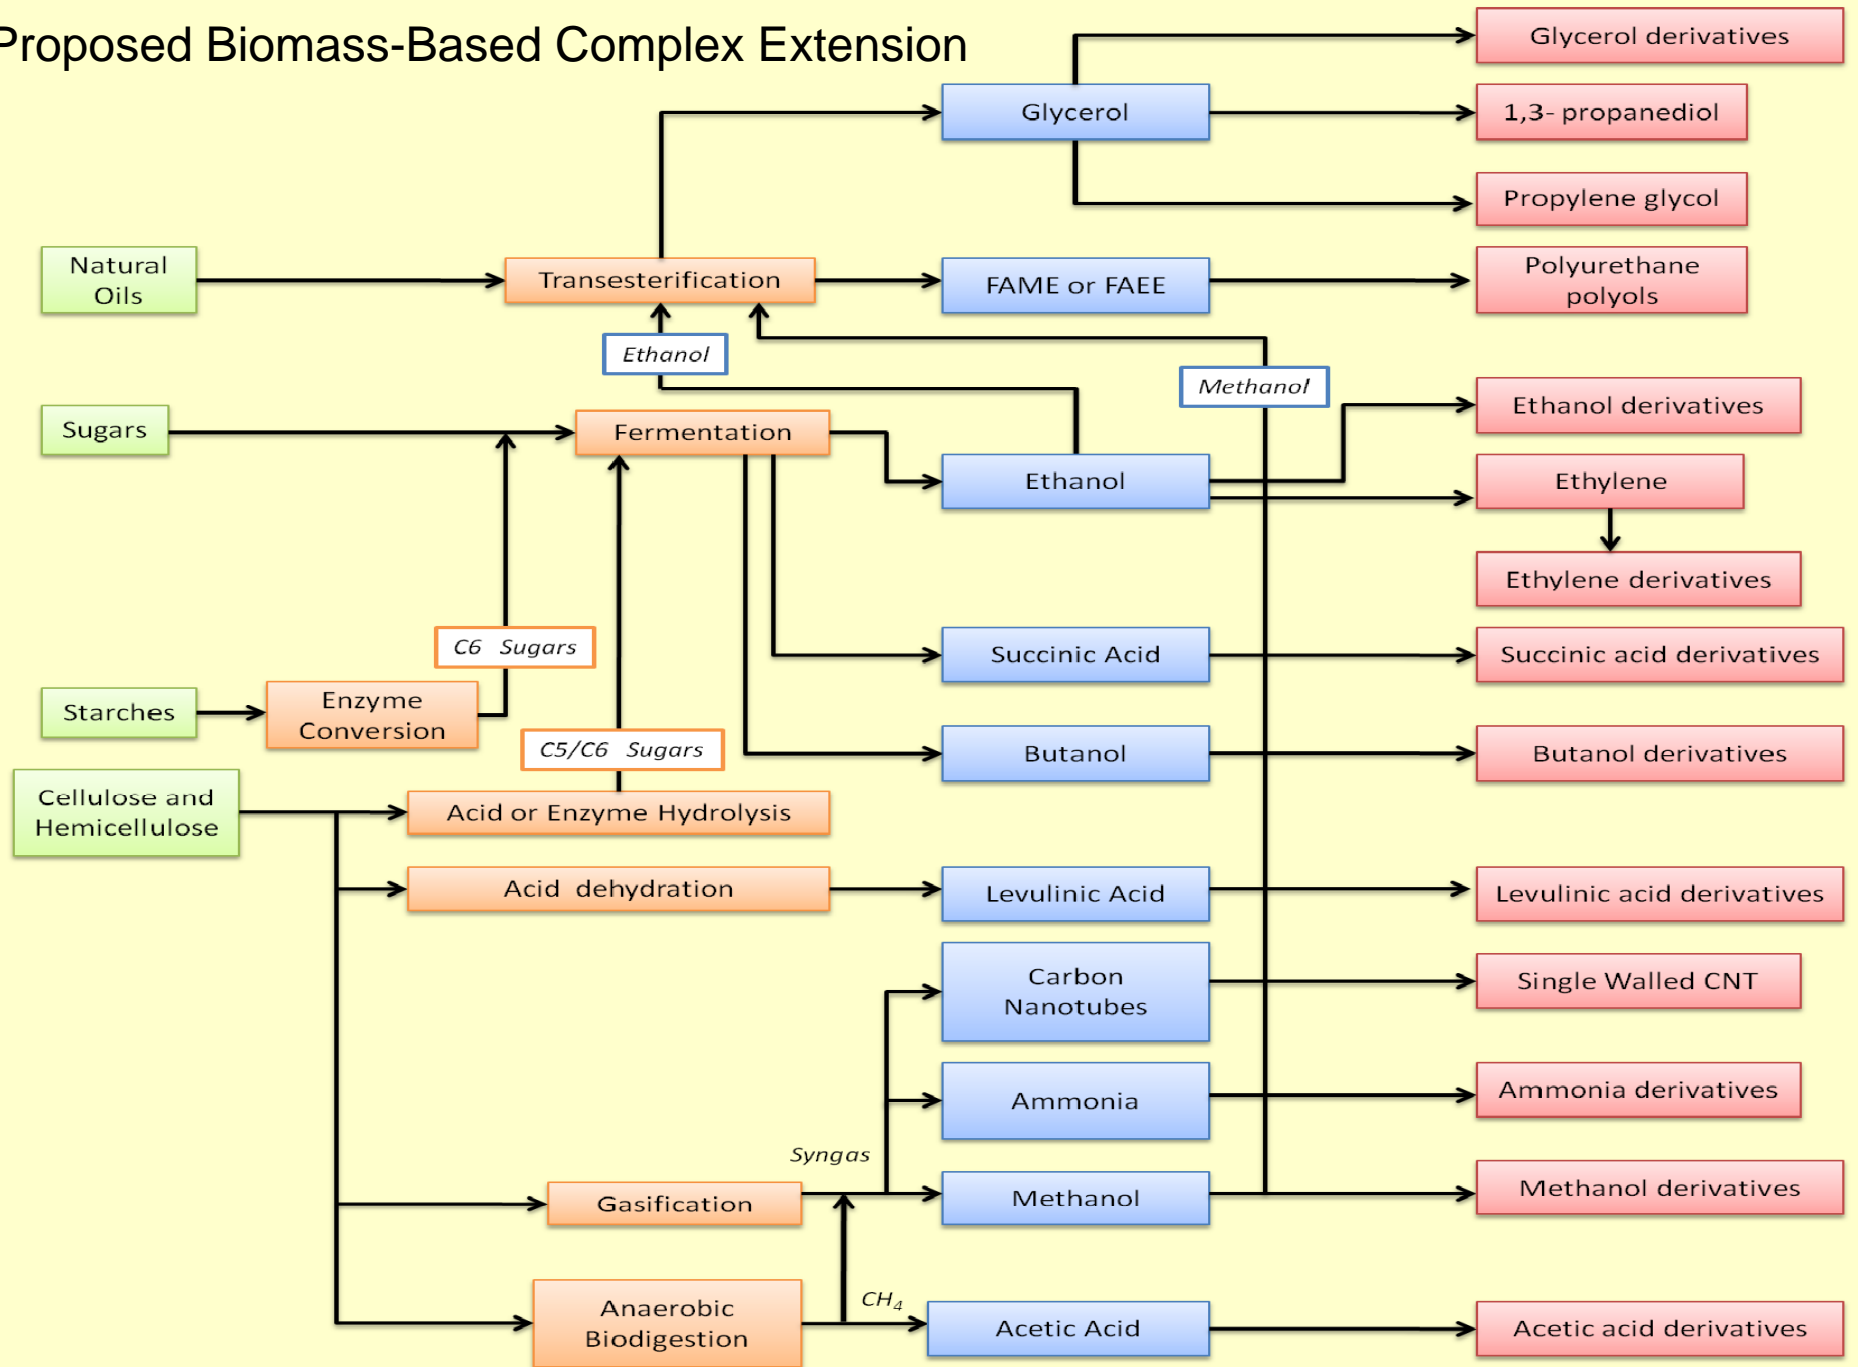 Proposed Biomass-Based Complex Extension
Glycerol derivatives
Glycerol
1,3- propanediol
Propylene glycol
Natural
Oils
Transesterification
FAME or FAEE
Polyurethane
polyols
Ethanol
Methanol
Sugars
Fermentation
Ethanol derivatives
Ethanol
Ethylene
Ethylene derivatives
C6 Sugars
Succinic Acid
Succinic acid derivatives
Starches
Enzyme
Conversion
C5/C6 Sugars
Butanol
Butanol derivatives
Cellulose and
Hemicellulose
Acid or Enzyme Hydrolysis
Acid dehydration
Levulinic Acid
Levulinic acid derivatives
Carbon
Nanotubes
Single Walled CNT
Ammonia
Ammonia derivatives
Syngas
Gasification
Methanol
Methanol derivatives
Anaerobic
Biodigestion
CH4
Acetic Acid
Acetic acid derivatives